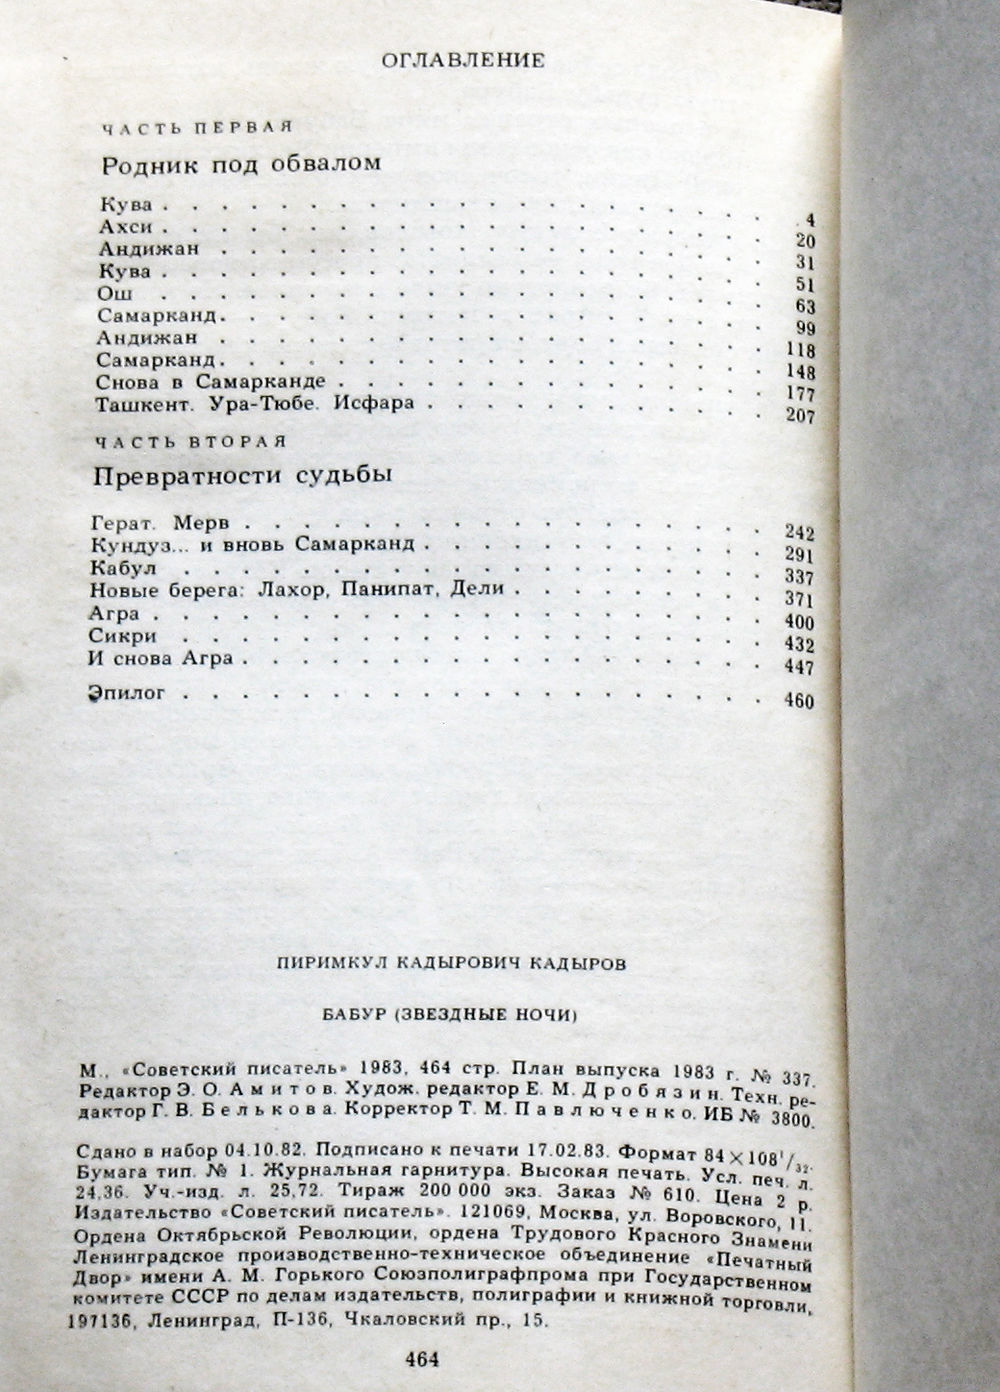 ОГЛАВЛЕНИЕ
ЧАСТЬ ПЕРВАЯ
Родник под обвалом
Кува . . . . . . . . . . . . . . . . . . . . . 4
Ахси . . . . . . . . . . . . . . . . . . . . . 20
Андижан . . . . . . . . . . . . . . . . . . . 31
Кува . . . . . . . . . . . . . . . . . . . . . 51
Ош . . . . . . . . . . . . . . . . . . . . . 63
Самарканд . . . . . . . . . . . . . . . . . . . 99
Андижан . . . . . . . . . . . . . . . . . . . 118
Самарканд . . . . . . . . . . . . . . . . . . . 148
Снова в Самарканде . . . . . . . . . . . . . . . 177
Ташкент. Ура-Тюбе. Исфара . . . . . . . . . . . . 207
ЧАСТЬ ВТОРАЯ
Превратности судьбы
Герат. Мерв . . . . . . . . . . . . . . . . . . 242
Кундуз... и вновь Самарканд . . . . . . . . . . . . 291
Кабул . . . . . . . . . . . . . . . . . . . . 337
Новые берега: Лахор, Панипат, Дели . . . . . . . . . 371
Агра . . . . . . . . . . . . . . . . . . . . . 400
Сикри . . . . . . . . . . . . . . . . . . . . 432
И снова Агра . . . . . . . . . . . . . . . . . . 447
Эпилог . . . . . . . . . . . . . . . . . . . . 460
ПИРИМКУЛ КАДЫРОВИЧ КАДЫРОВ
БАБУР (ЗВЕЗДНЫЕ НОЧИ)
М., «Советский писатель» 1983, 464 стр. План выпуска 1983 г. № 337.
Редактор Э. О. Амитов. Худож. редактор Е. М. Дробязин. Техн. ре-
дактор Г. В. Белькова. Корректор Т. М. Павлюченко. ИБ № 3800.
Сдано в набор 04.10.82. Подписано к печати 17.02.83. Формат 84×108¹/₃₂.
Бумага тип. № 1. Журнальная гарнитура. Высокая печать. Усл. печ. л.
24,36. Уч.-изд. л. 25,72. Тираж 200 000 экз. Заказ № 610. Цена 2 р.
Издательство «Советский писатель». 121069, Москва, ул. Воровского, 11.
Ордена Октябрьской Революции, ордена Трудового Красного Знамени
Ленинградское производственно-техническое объединение «Печатный
Двор» имени А. М. Горького Союзполиграфпрома при Государственном
комитете СССР по делам издательств, полиграфии и книжной торговли,
197136, Ленинград, П-136, Чкаловский пр., 15.
464